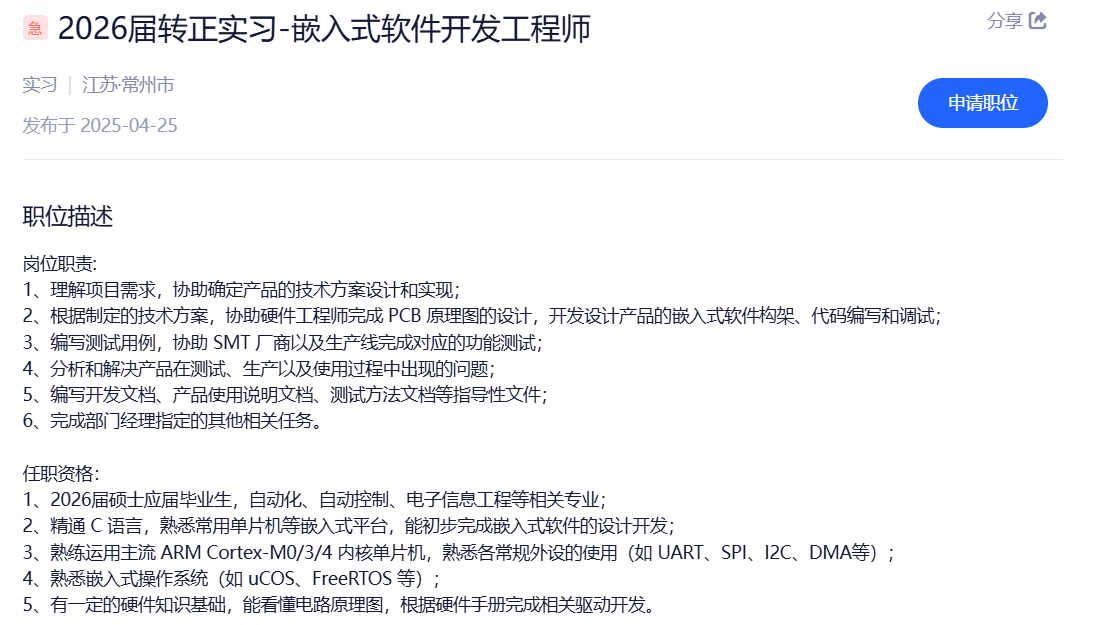 急 2026届转正实习-嵌入式软件开发工程师
分享
实习 | 江苏·常州市
申请职位
发布于 2025-04-25
职位描述
岗位职责:
1、理解项目需求，协助确定产品的技术方案设计和实现；
2、根据制定的技术方案，协助硬件工程师完成 PCB 原理图的设计，开发设计产品的嵌入式软件构架、代码编写和调试；
3、编写测试用例，协助 SMT 厂商以及生产线完成对应的功能测试；
4、分析和解决产品在测试、生产以及使用过程中出现的问题；
5、编写开发文档、产品使用说明文档、测试方法文档等指导性文件；
6、完成部门经理指定的其他相关任务。
任职资格：
1、2026届硕士应届毕业生，自动化、自动控制、电子信息工程等相关专业；
2、精通 C 语言，熟悉常用单片机等嵌入式平台，能初步完成嵌入式软件的设计开发；
3、熟练运用主流 ARM Cortex-M0/3/4 内核单片机，熟悉各常规外设的使用（如 UART、SPI、I2C、DMA等）；
4、熟悉嵌入式操作系统（如 uCOS、FreeRTOS 等）；
5、有一定的硬件知识基础，能看懂电路原理图，根据硬件手册完成相关驱动开发。